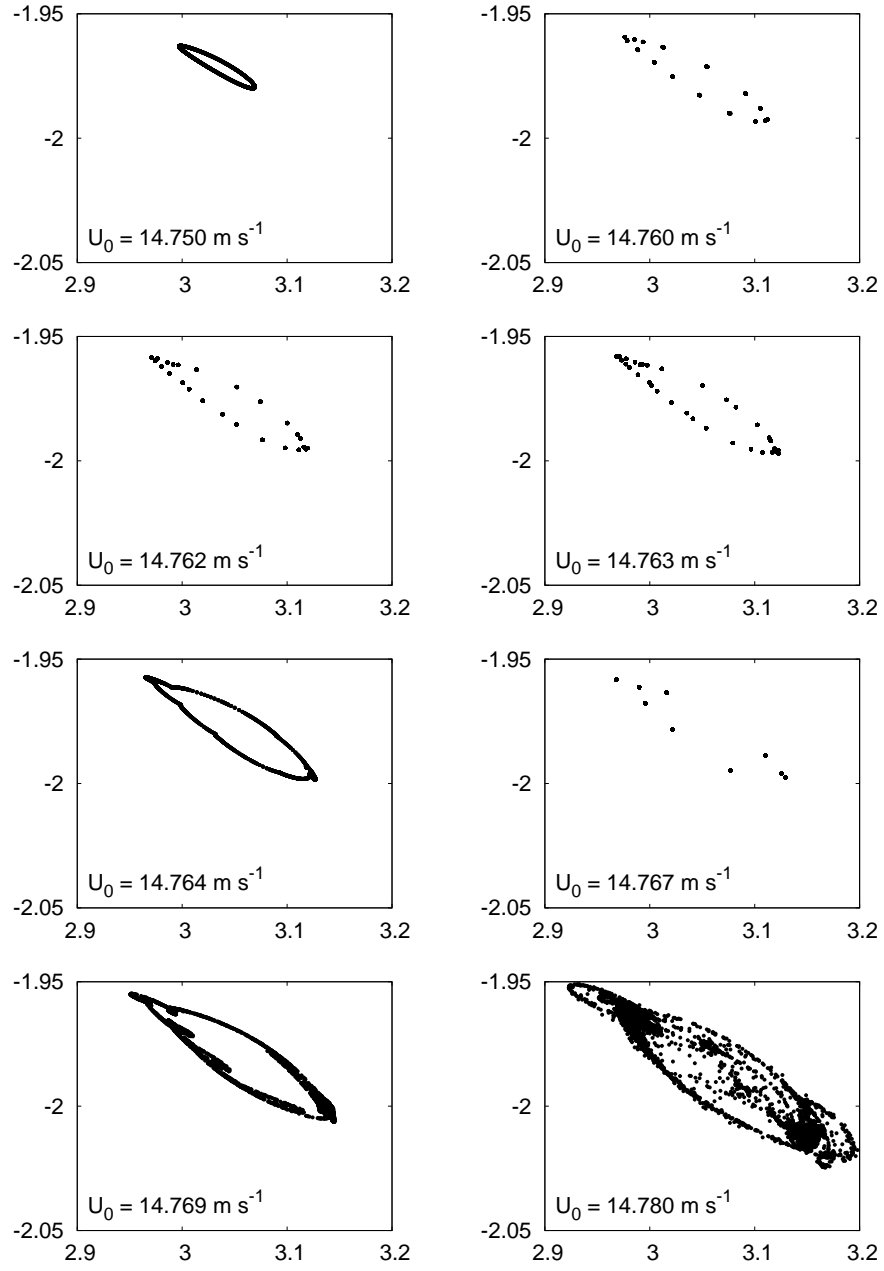 -1.95
-2
-2.05
2.9 3 3.1 3.2
U0 = 14.750 m s-1
-1.95
-2
-2.05
2.9 3 3.1 3.2
U0 = 14.760 m s-1
-1.95
-2
-2.05
2.9 3 3.1 3.2
U0 = 14.762 m s-1
-1.95
-2
-2.05
2.9 3 3.1 3.2
U0 = 14.763 m s-1
-1.95
-2
-2.05
2.9 3 3.1 3.2
U0 = 14.764 m s-1
-1.95
-2
-2.05
2.9 3 3.1 3.2
U0 = 14.767 m s-1
-1.95
-2
-2.05
2.9 3 3.1 3.2
U0 = 14.769 m s-1
-1.95
-2
-2.05
2.9 3 3.1 3.2
U0 = 14.780 m s-1